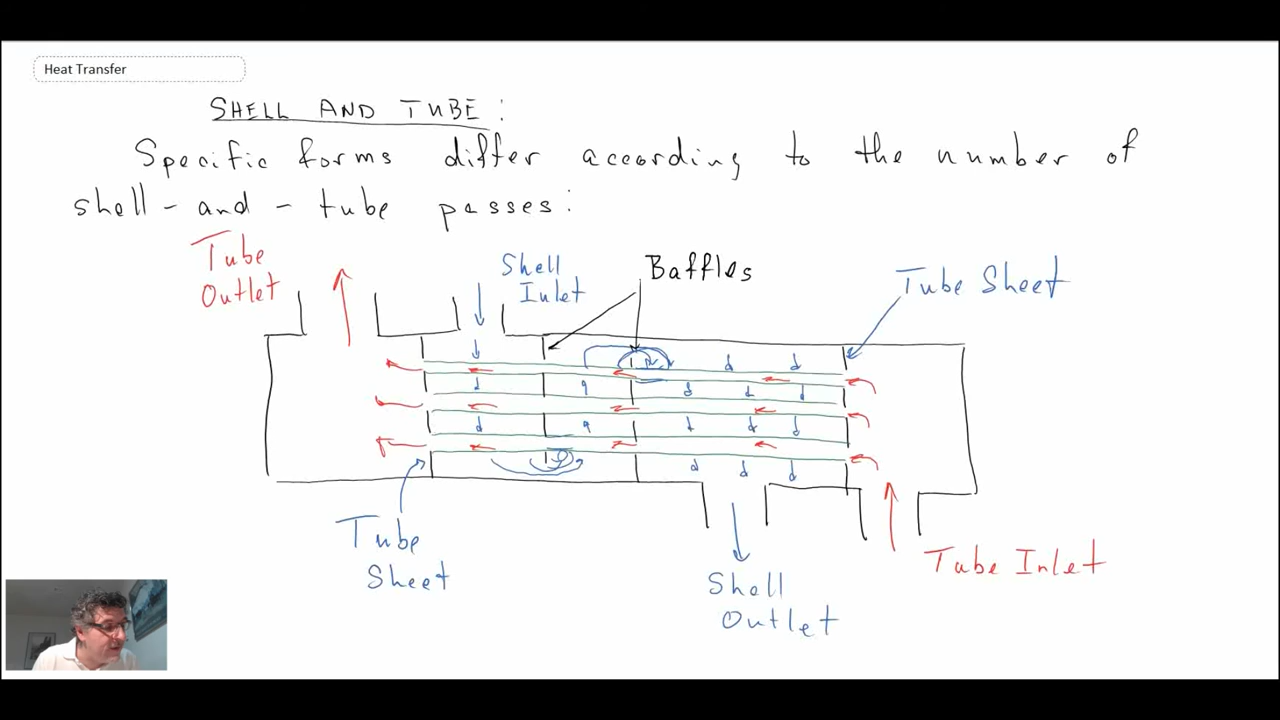 Heat Transfer
SHELL AND TUBE:
Specific forms differ according to the number of
shell-and-tube passes:
Tube
Outlet
Shell
Inlet
Baffles
Tube Sheet
Tube
Sheet
Shell
Outlet
Tube Inlet